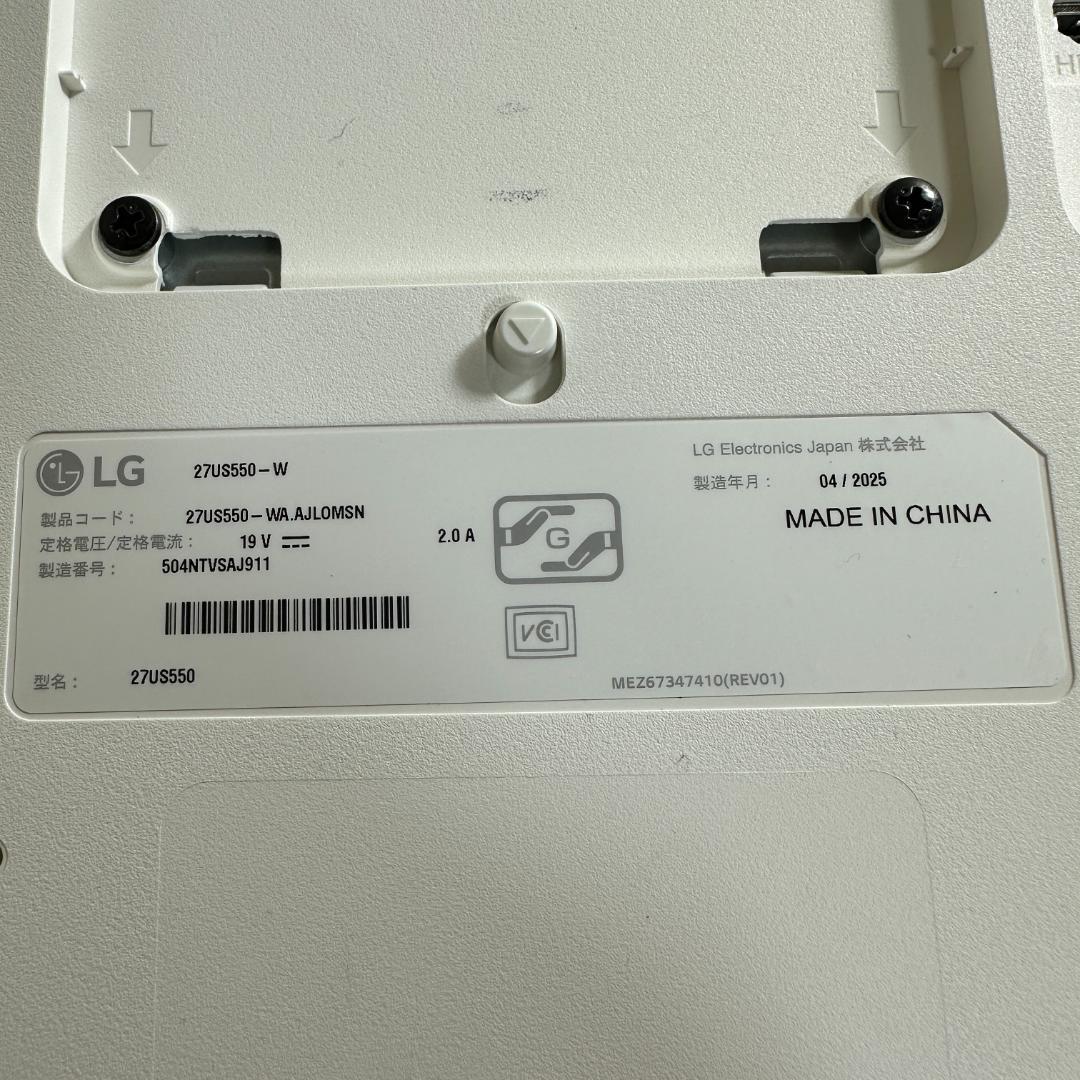 LG 27US550-W
LG Electronics Japan 株式会社
製造年月： 04 / 2025
MADE IN CHINA
製品コード： 27US550-WA.AJLOMSN
定格電圧/定格電流： 19 V 2.0 A
製造番号： 504NTVSAJ911
G
VCI
型名： 27US550
MEZ67347410(REV01)